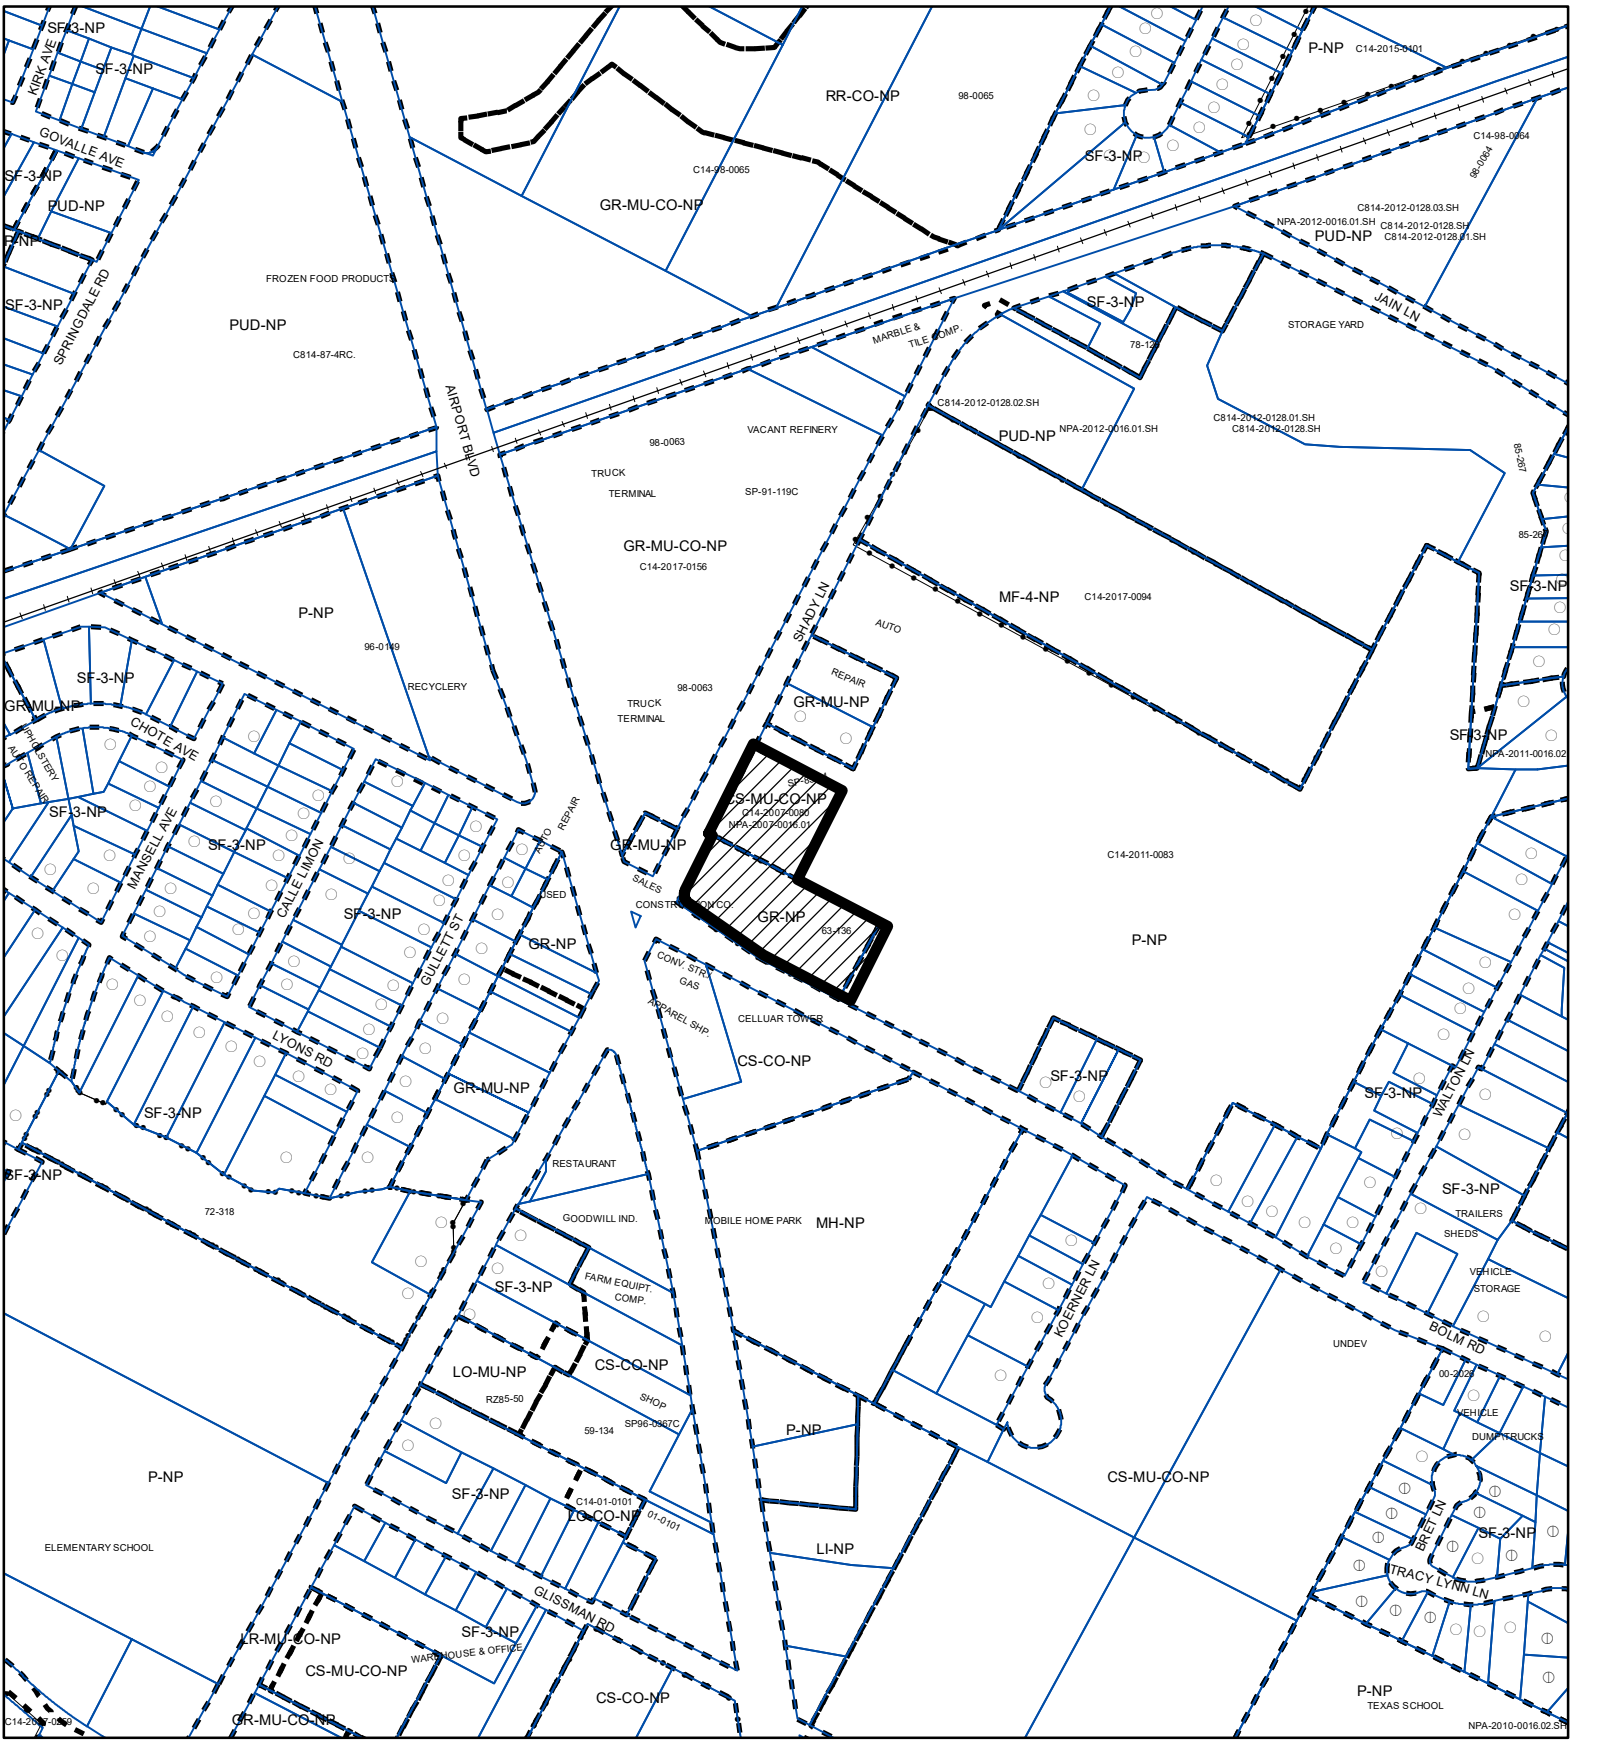 SF-3-NP
KIRK AVE
SF-3-NP
GOVALLE AVE
SF-3-NP
PUD-NP
P-NP
SF-3-NP
SPRINGDALE RD
FROZEN FOOD PRODUCTS
PUD-NP
C814-87-4RC.
AIRPORT BLVD
RR-CO-NP
98-0065
C14-98-0065
GR-MU-CO-NP
P-NP
C14-2015-0101
SF-3-NP
C14-98-0064
98-0064
C814-2012-0128.03.SH
NPA-2012-0016.01.SH
C814-2012-0128.SH
PUD-NP
C814-2012-0128.01.SH
JAIN LN
SF-3-NP
STORAGE YARD
MARBLE &
TILE COMP.
C814-2012-0128.02.SH
PUD-NP
NPA-2012-0016.01.SH
C814-2012-0128.01.SH
C814-2012-0128.SH
85-267
VACANT REFINERY
98-0063
TRUCK
TERMINAL
SP-91-119C
GR-MU-CO-NP
C14-2017-0156
SHADY LN
MF-4-NP
C14-2017-0094
SF-3-NP
AUTO
REPAIR
GR-MU-NP
98-0063
TRUCK
TERMINAL
P-NP
96-0149
RECYCLERY
SF-3-NP
GR-MU-NP
CHOTE AVE
UPHOLSTERY
AUTO REPAIR
SF-3-NP
MANSELL AVE
SF-3-NP
CALLE LIMON
SF-3-NP
GULLETT ST
AUTO
REPAIR
USED
GR-NP
GR-MU-NP
SALES
CONSTRUCTION CO.
CS-MU-CO-NP
C14-2007-0080
NPA-2007-0016.01
GR-NP
63-136
SF-3-NP
NPA-2011-0016.02
C14-2011-0083
P-NP
CONV. STR.
GAS
APPAREL SHP.
CELLUAR TOWER
CS-CO-NP
SF-3-NP
SF-3-NP
WALTON LN
LYONS RD
SF-3-NP
GR-MU-NP
SF-3-NP
72-318
RESTAURANT
GOODWILL IND.
MOBILE HOME PARK
MH-NP
SF-3-NP
TRAILERS
SHEDS
VEHICLE
STORAGE
KOERNER LN
BOLM RD
UNDEV
SF-3-NP
FARM EQUIPT.
COMP.
LO-MU-NP
CS-CO-NP
RZ85-50
SHOP
59-134
SP96-0367C
P-NP
VEHICLE
DUMP TRUCKS
CS-MU-CO-NP
P-NP
SF-3-NP
C14-01-0101
LO-CO-NP
01-0101
LI-NP
BRET LN
SF-3-NP
TRACY LYNN LN
ELEMENTARY SCHOOL
GLISSMAN RD
SF-3-NP
WAREHOUSE & OFFICE
LR-MU-CO-NP
CS-MU-CO-NP
GR-MU-CO-NP
CS-CO-NP
P-NP
TEXAS SCHOOL
NPA-2010-0016.02.SH